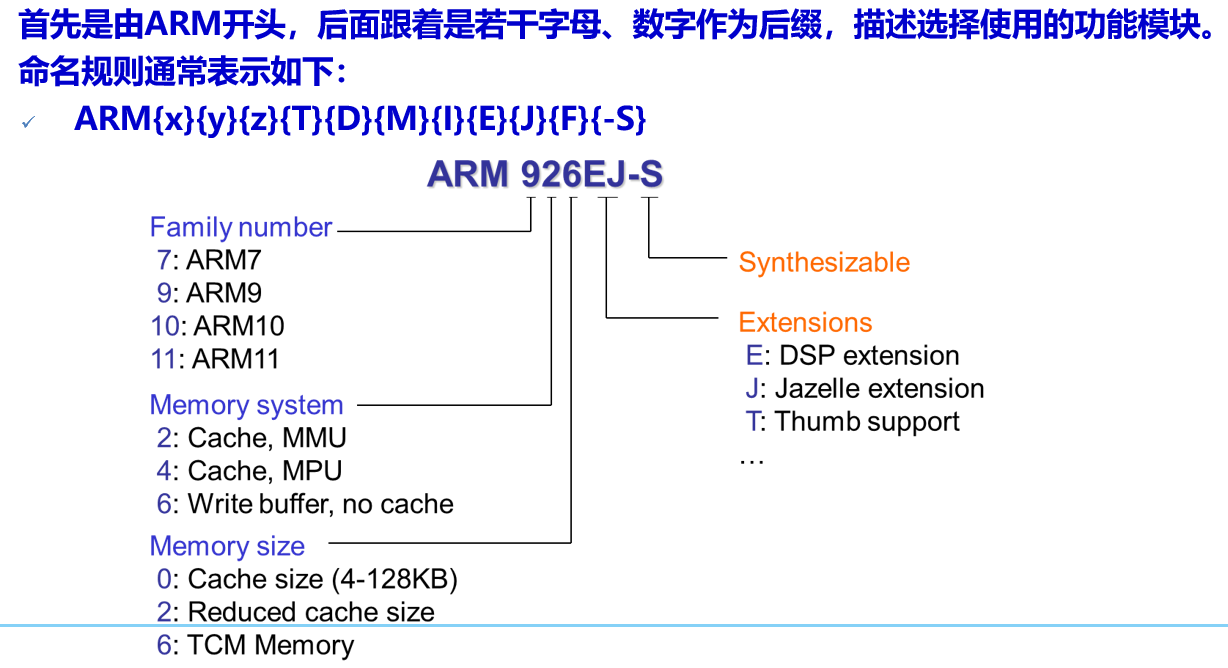 首先是由ARM开头，后面跟着是若干字母、数字作为后缀，描述选择使用的功能模块。
命名规则通常表示如下：
✓ ARM{x}{y}{z}{T}{D}{M}{I}{E}{J}{F}{-S}
ARM 926EJ-S
Family number
7: ARM7
9: ARM9
10: ARM10
11: ARM11
Memory system
2: Cache, MMU
4: Cache, MPU
6: Write buffer, no cache
Memory size
0: Cache size (4-128KB)
2: Reduced cache size
6: TCM Memory
Synthesizable
Extensions
E: DSP extension
J: Jazelle extension
T: Thumb support
…